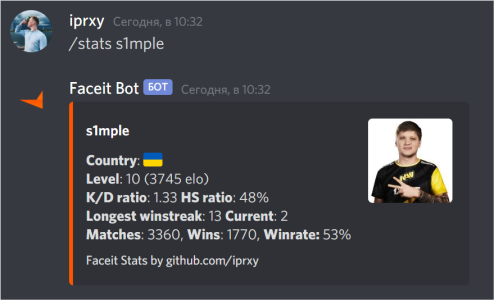 iprxy Сегодня, в 10:32
/stats s1mple
Faceit Bot БОТ Сегодня, в 10:32
s1mple
Country:
Level: 10 (3745 elo)
K/D ratio: 1.33 HS ratio: 48%
Longest winstreak: 13 Current: 2
Matches: 3360, Wins: 1770, Winrate: 53%
Faceit Stats by github.com/iprxy